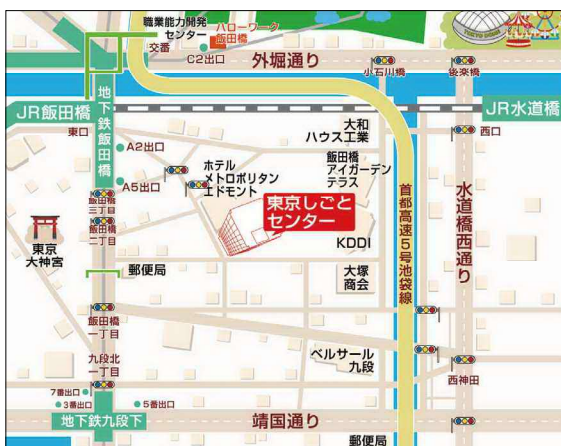 職業能力開発
センター
交番
C2出口
ハローワーク
飯田橋
TOKYO DOME
外堀通り
小石川橋
後楽橋
JR飯田橋
地下鉄飯田橋
JR水道橋
東口
西口
A2出口
A5出口
大和
ハウス工業
ホテル
メトロポリタン
エドモント
飯田橋
アイガーデン
テラス
飯田橋
三丁目
飯田橋
二丁目
東京しごと
センター
KDDI
首都高速5号池袋線
水道橋西通り
東京
大神宮
郵便局
大塚
商会
飯田橋
一丁目
九段北
一丁目
ベルサール
九段
西神田
7番出口
3番出口
5番出口
地下鉄九段下
靖国通り
郵便局